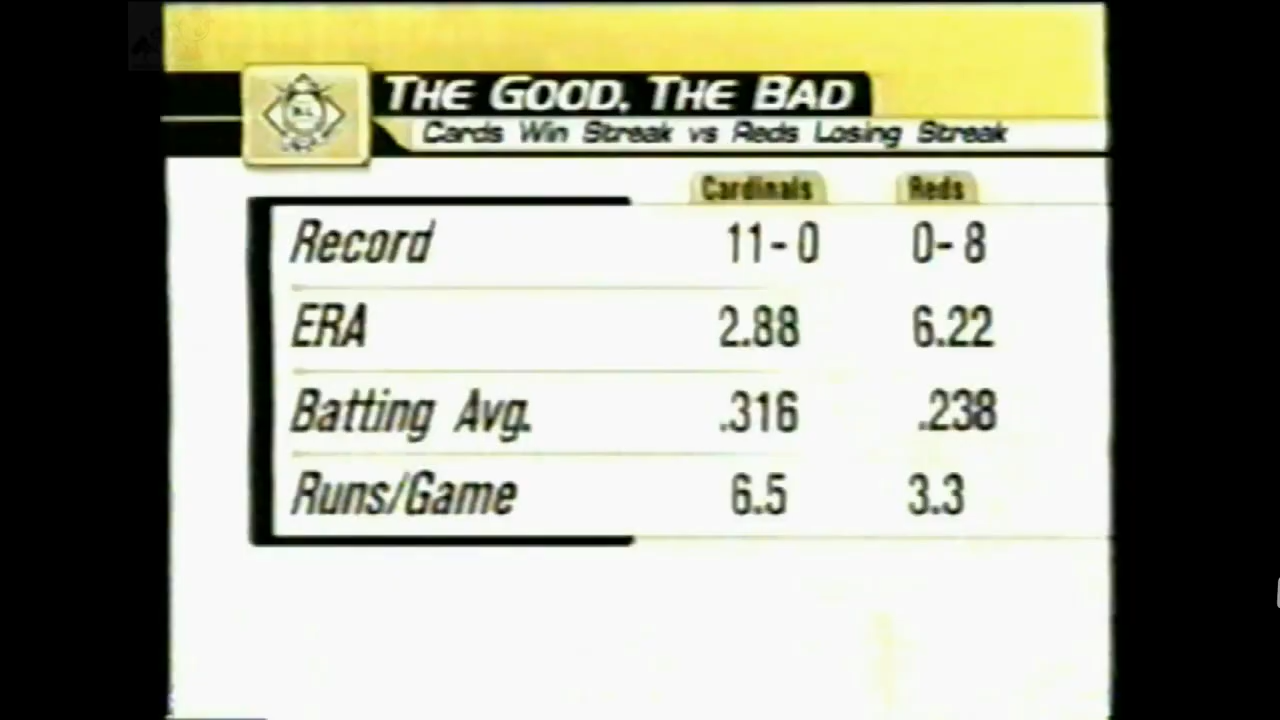 THE GOOD, THE BAD
Cards Win Streak vs Reds Losing Streak
Cardinals Reds
Record 11-0 0-8
ERA 2.88 6.22
Batting Avg. .316 .238
Runs/Game 6.5 3.3